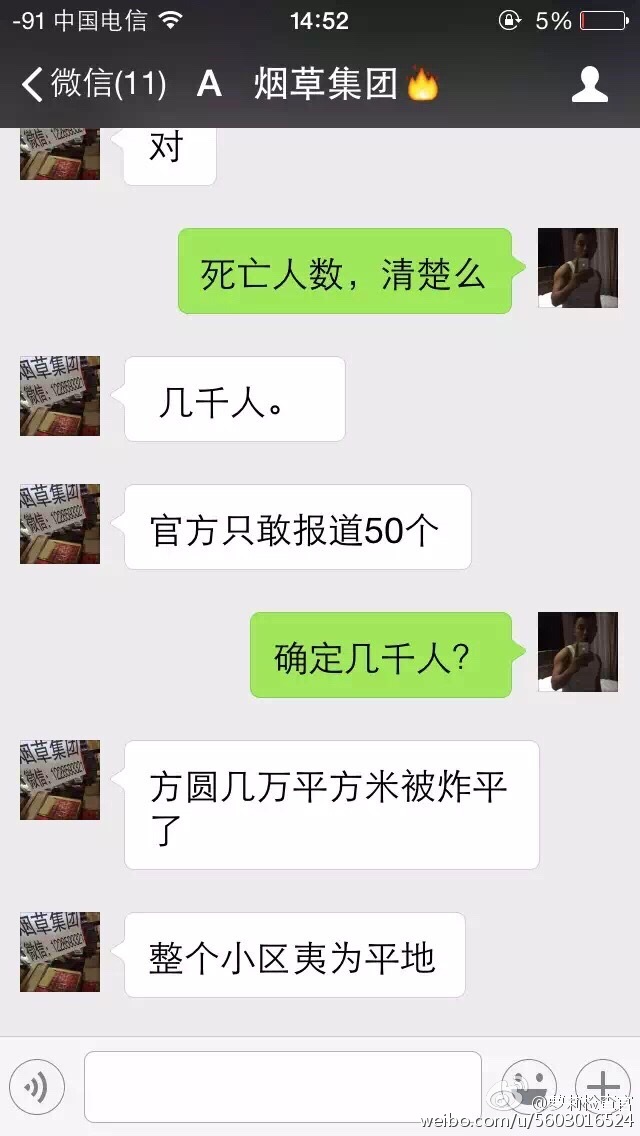 -91 中国电信 14:52 5%
微信(11) A 烟草集团🔥
对
死亡人数，清楚么
几千人。
官方只敢报道50个
确定几千人？
方圆几万平方米被炸平
了
整个小区夷为平地
weibo.com/u/5603016524